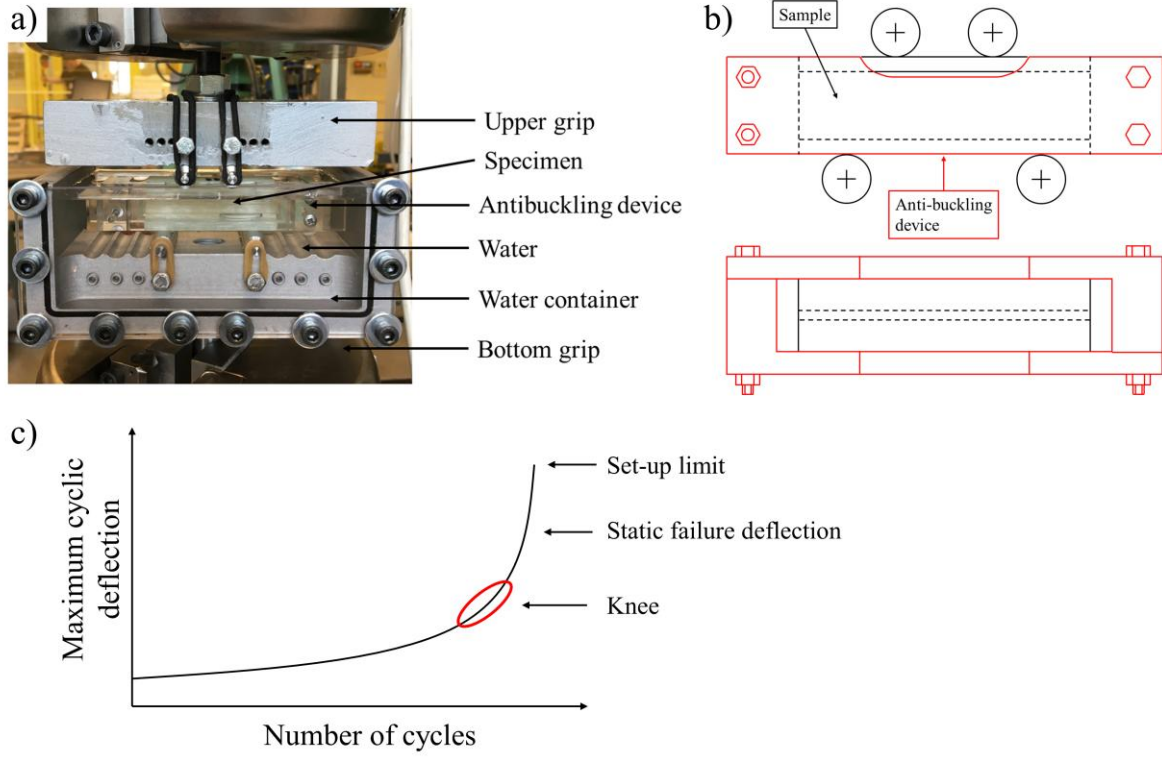 a)
Upper grip
Specimen
Antibuckling device
Water
Water container
Bottom grip
b)
Sample
Anti-buckling
device
c)
Maximum cyclic
deflection
Set-up limit
Static failure deflection
Knee
Number of cycles